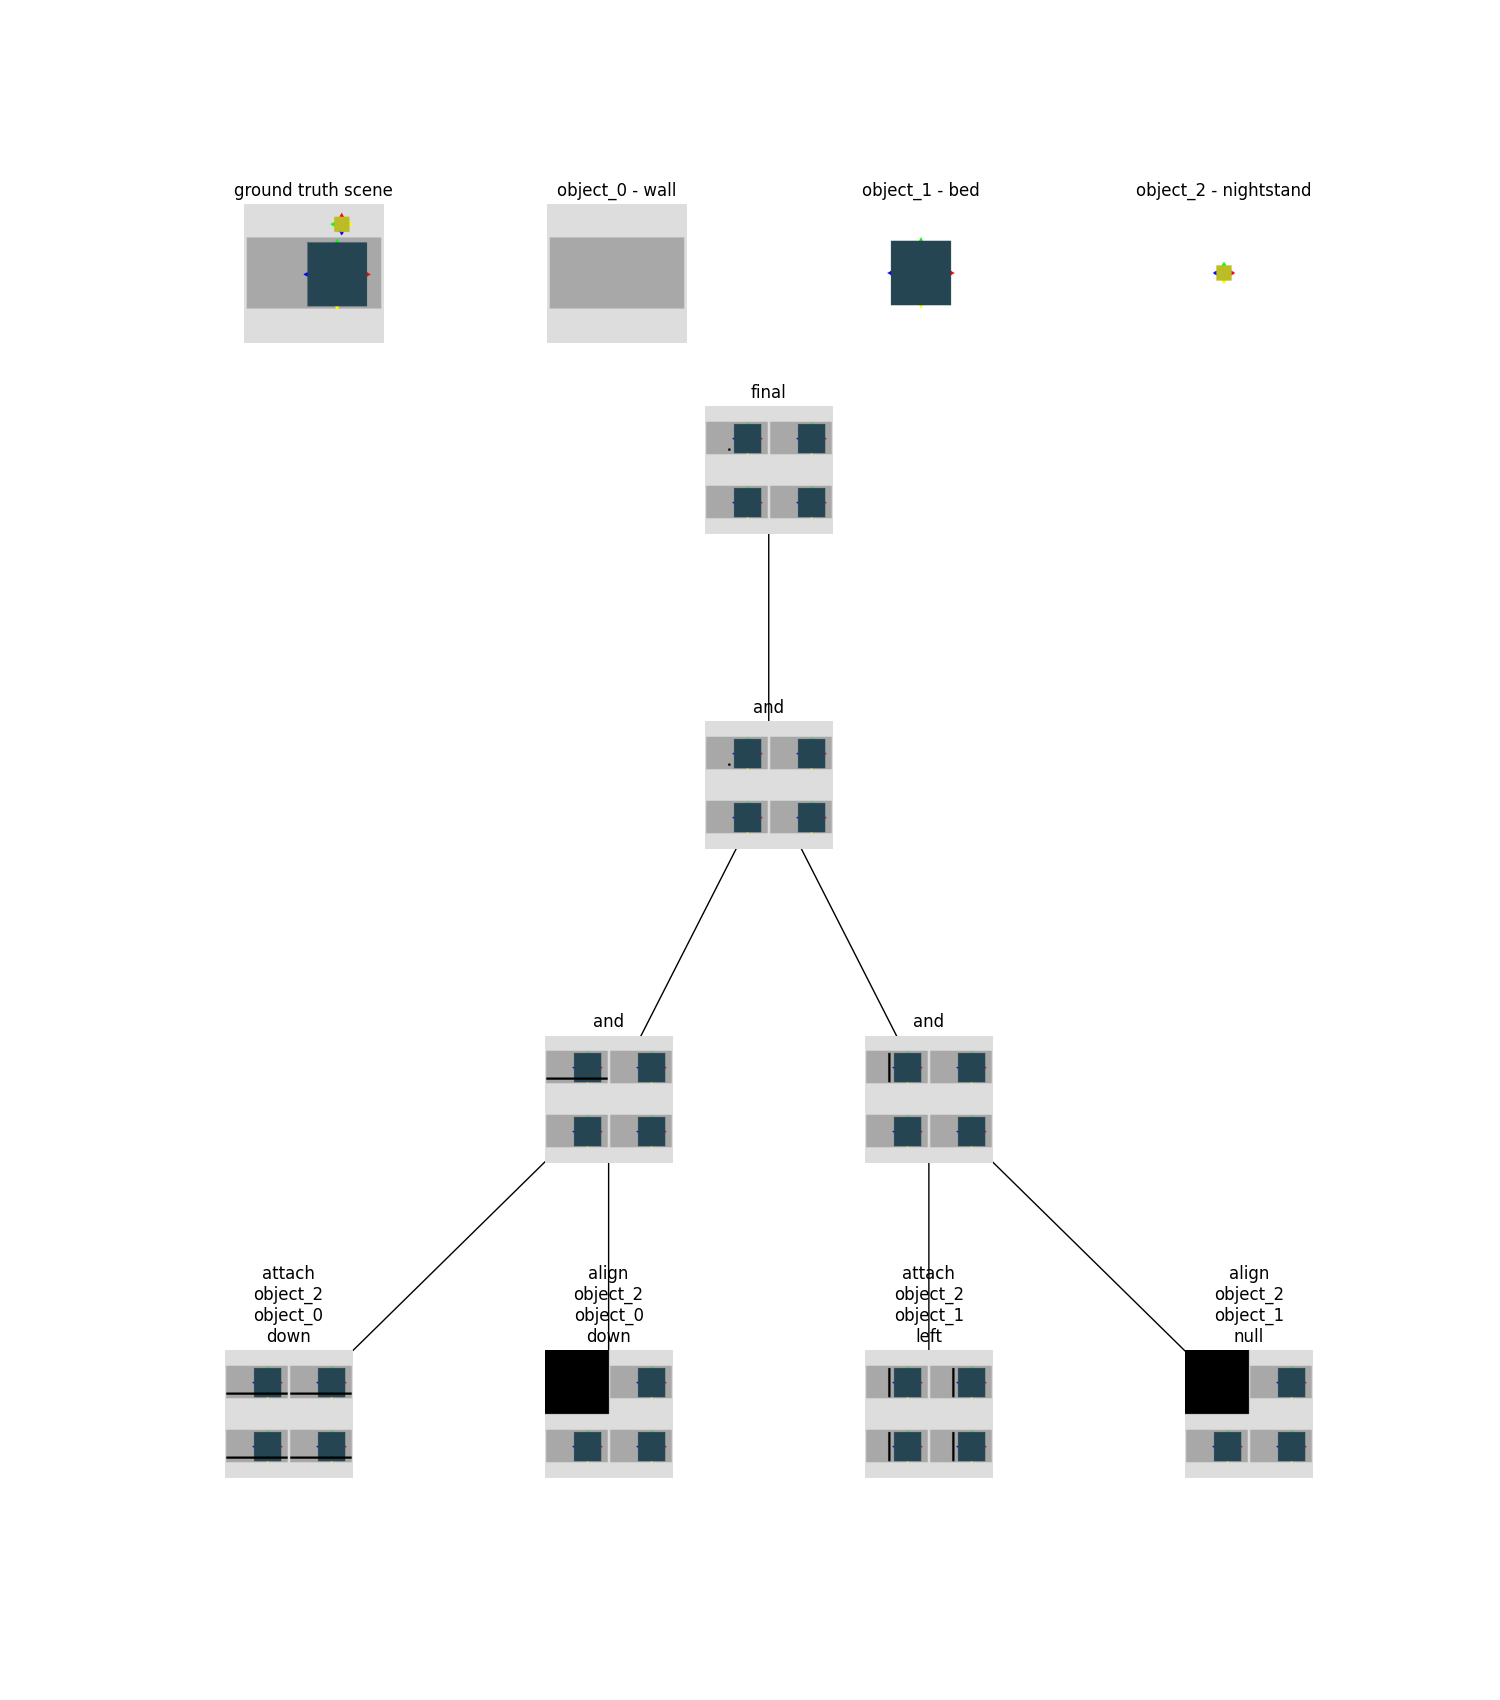 ground truth scene
object_0 - wall
object_1 - bed
object_2 - nightstand
final
and
and
and
attach
object_2
object_0
down
align
object_2
object_0
down
attach
object_2
object_1
left
align
object_2
object_1
null